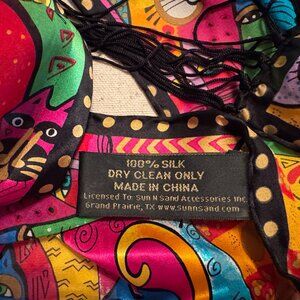 100% SILK
DRY CLEAN ONLY
MADE IN CHINA
Licensed To Sun N Sand Accessories Inc
Grand Prairie, TX www.sunnsand.com